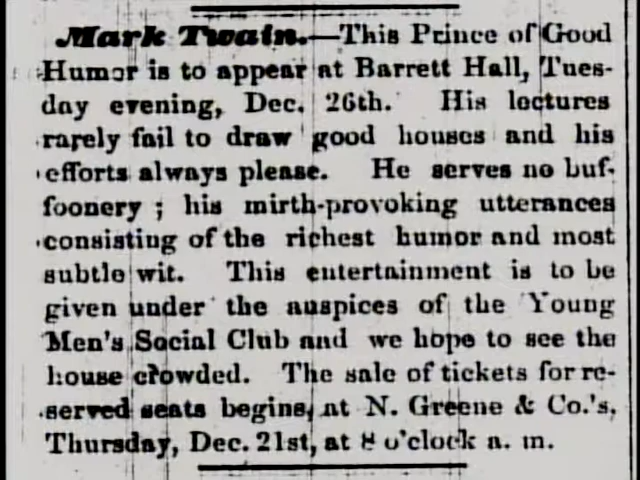 Mark Twain.—This Prince of Good
Humor is to appear at Barrett Hall, Tues-
day evening, Dec. 26th. His lectures
rarely fail to draw good houses and his
efforts always please. He serves no buf-
foonery ; his mirth-provoking utterances
consisting of the richest humor and most
subtle wit. This entertainment is to be
given under the auspices of the Young
Men's Social Club and we hope to see the
house crowded. The sale of tickets for re-
served seats begins, at N. Greene & Co.'s,
Thursday, Dec. 21st, at 8 o'clock a. m.